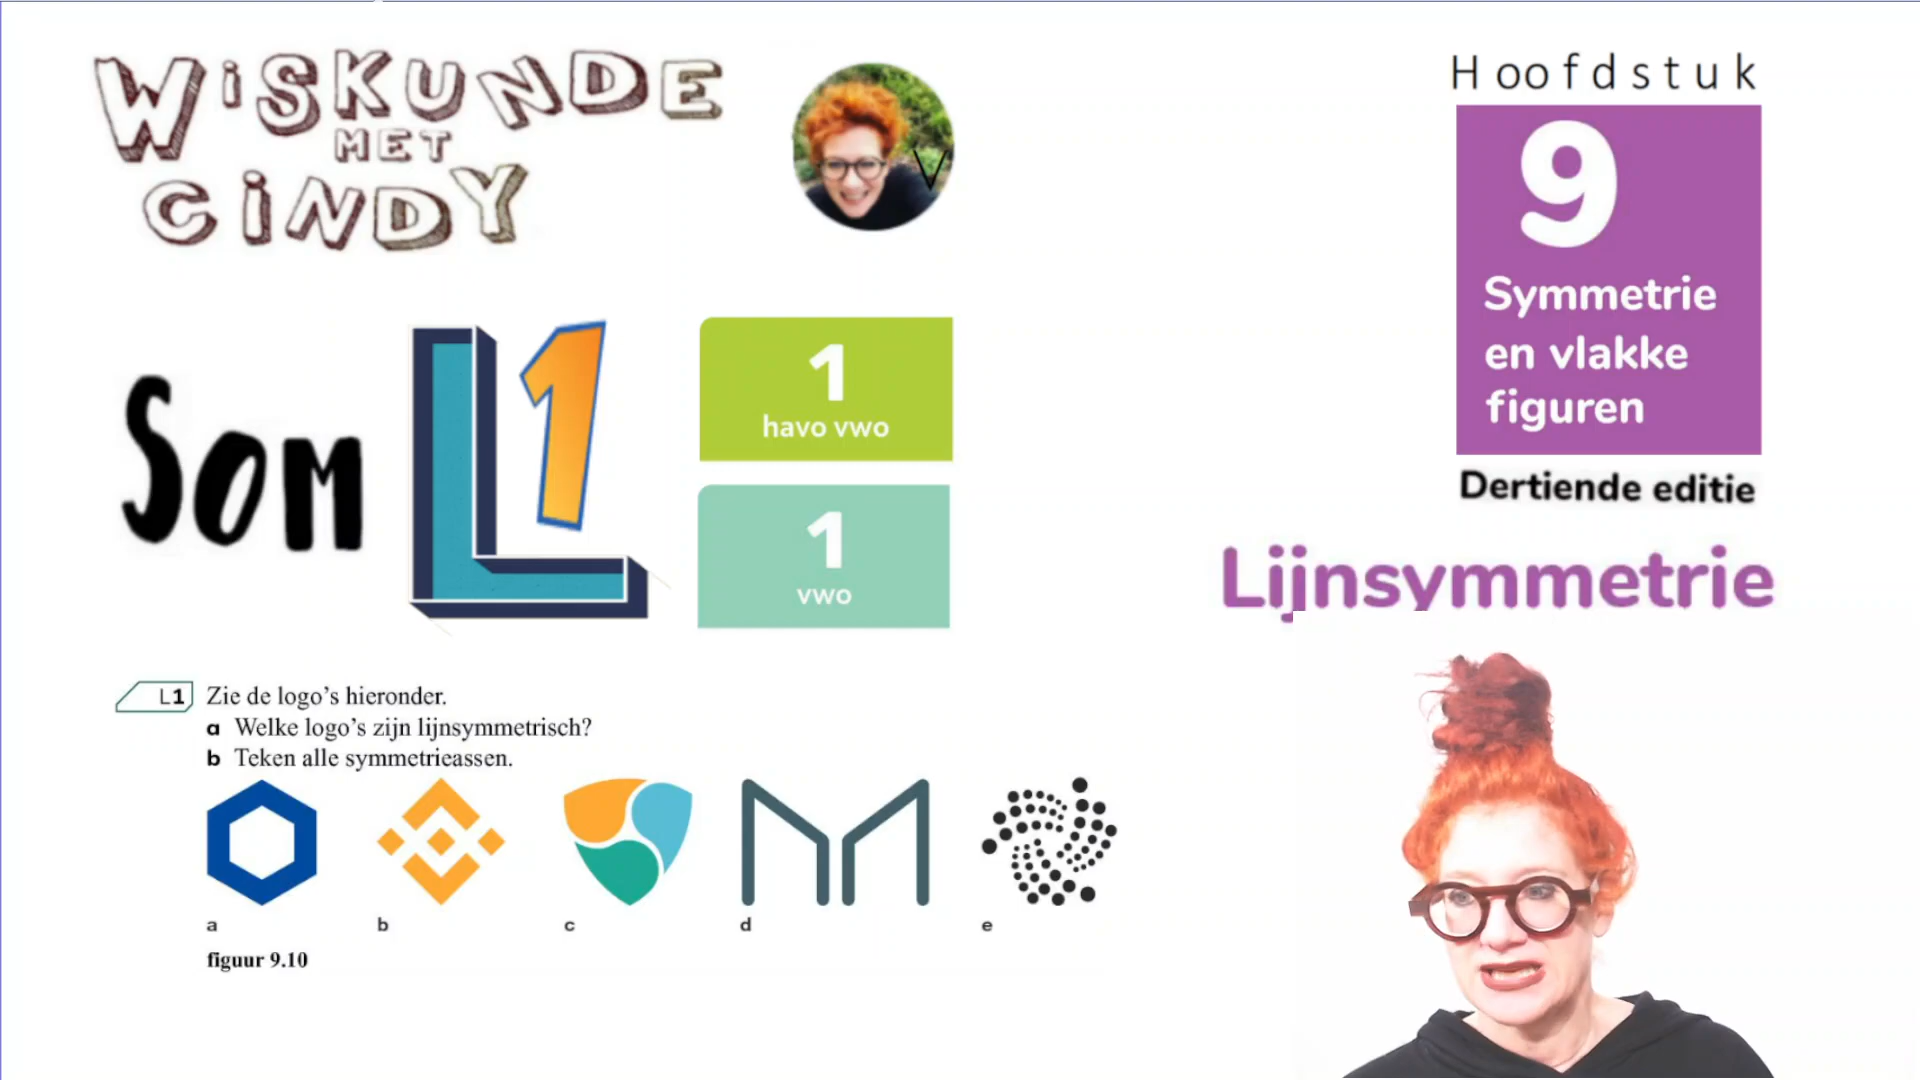 WiSKUNDE
MET
CiNDY
V
Hoofdstuk
9
Symmetrie
en vlakke
figuren
Dertiende editie
Lijnsymmetrie
SOM
L1
1
havo vwo
1
vwo
L1 Zie de logo’s hieronder.
a Welke logo’s zijn lijnsymmetrisch?
b Teken alle symmetrieassen.
a b c d e
figuur 9.10